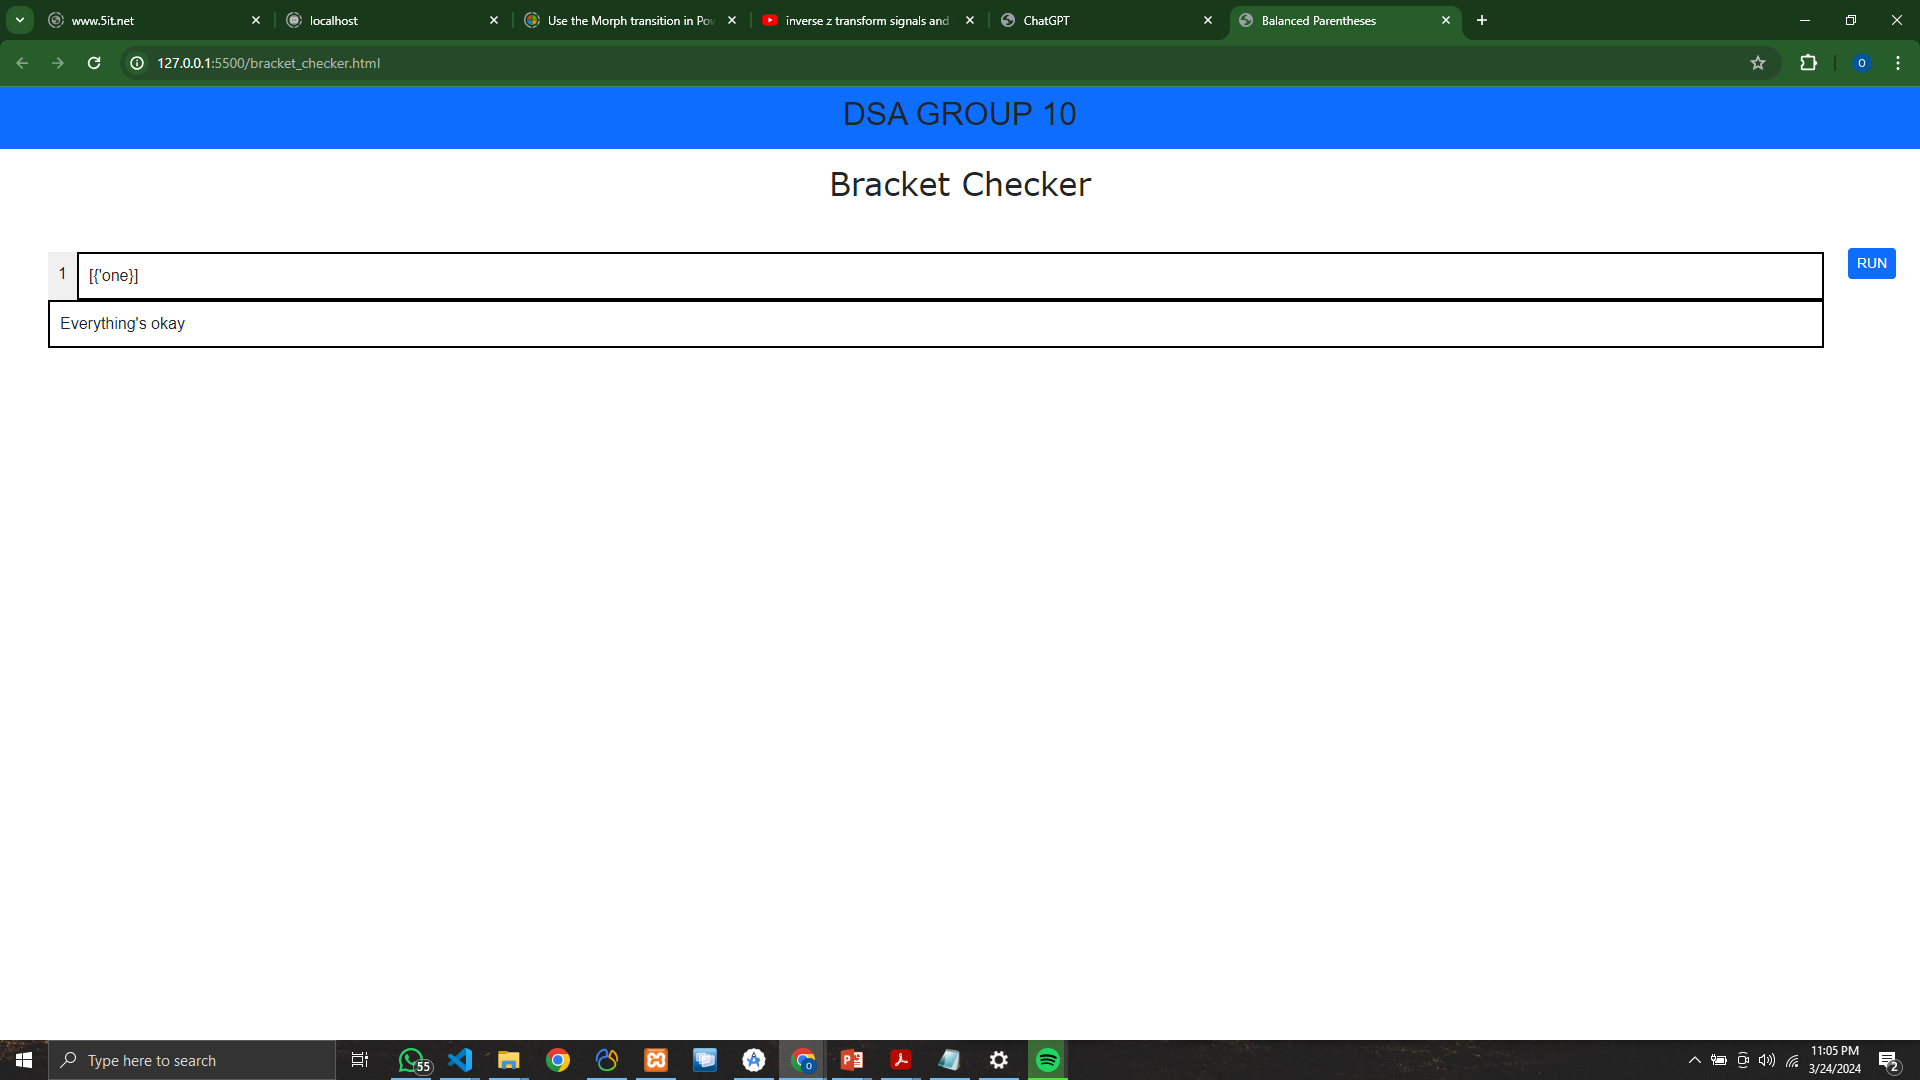 www.5it.net
localhost
Use the Morph transition in Pow
inverse z transform signals and
ChatGPT
Balanced Parentheses
127.0.0.1:5500/bracket_checker.html
O
DSA GROUP 10
Bracket Checker
1
[{'one}]
RUN
Everything's okay
Type here to search
55
11:05 PM
3/24/2024
2